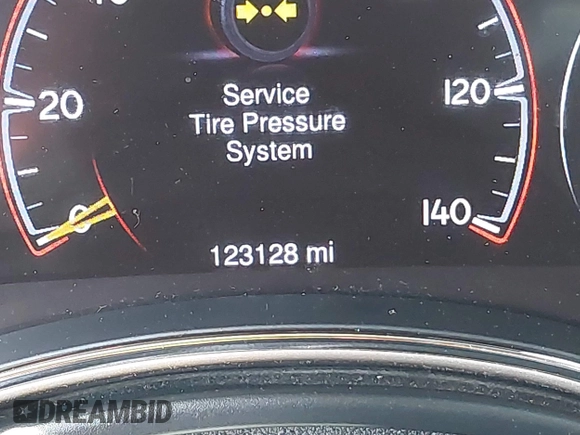 20
120
Service
Tire Pressure
System
0
140
123128 mi
DREAMBID